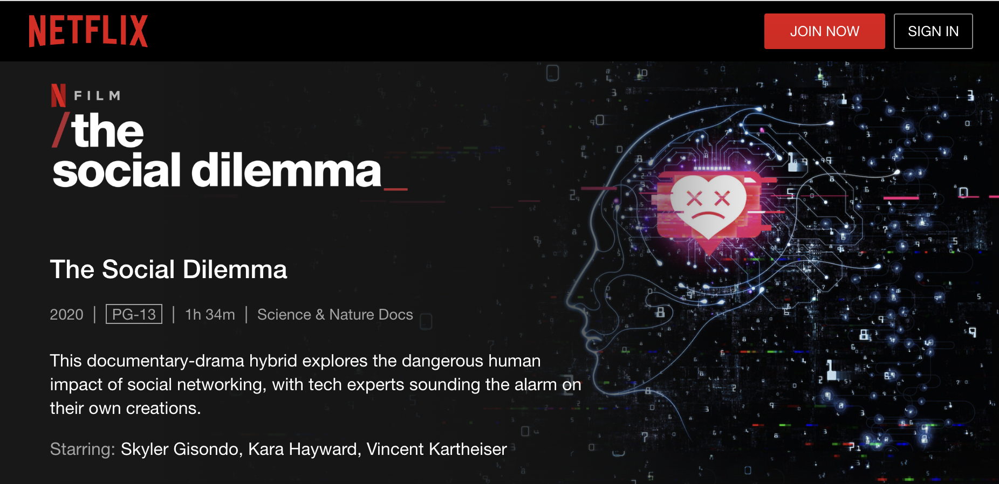 NETFLIX
JOIN NOW
SIGN IN
N FILM
/the
social dilemma_
The Social Dilemma
2020 | PG-13 | 1h 34m | Science & Nature Docs
This documentary-drama hybrid explores the dangerous human
impact of social networking, with tech experts sounding the alarm on
their own creations.
Starring: Skyler Gisondo, Kara Hayward, Vincent Kartheiser